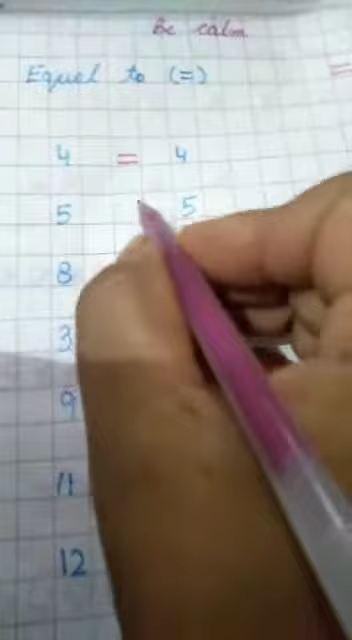 Be calm
Equal to (=)
=
4 = 4
5 5
8
3
9
11
12